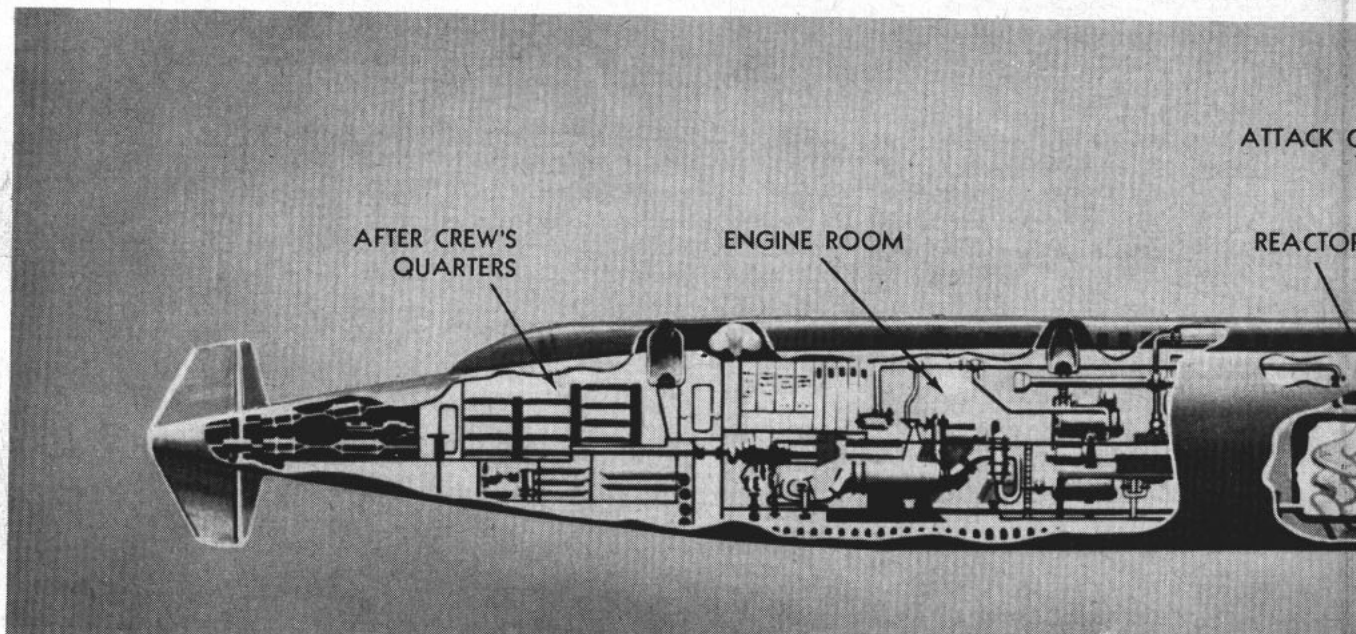 ATTACK
AFTER CREW'S
QUARTERS
ENGINE ROOM
REACTOR